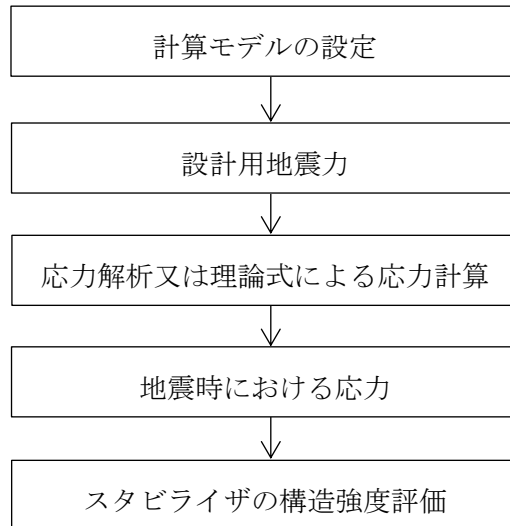 計算モデルの設定
設計用地震力
応力解析又は理論式による応力計算
地震時における応力
スタビライザの構造強度評価